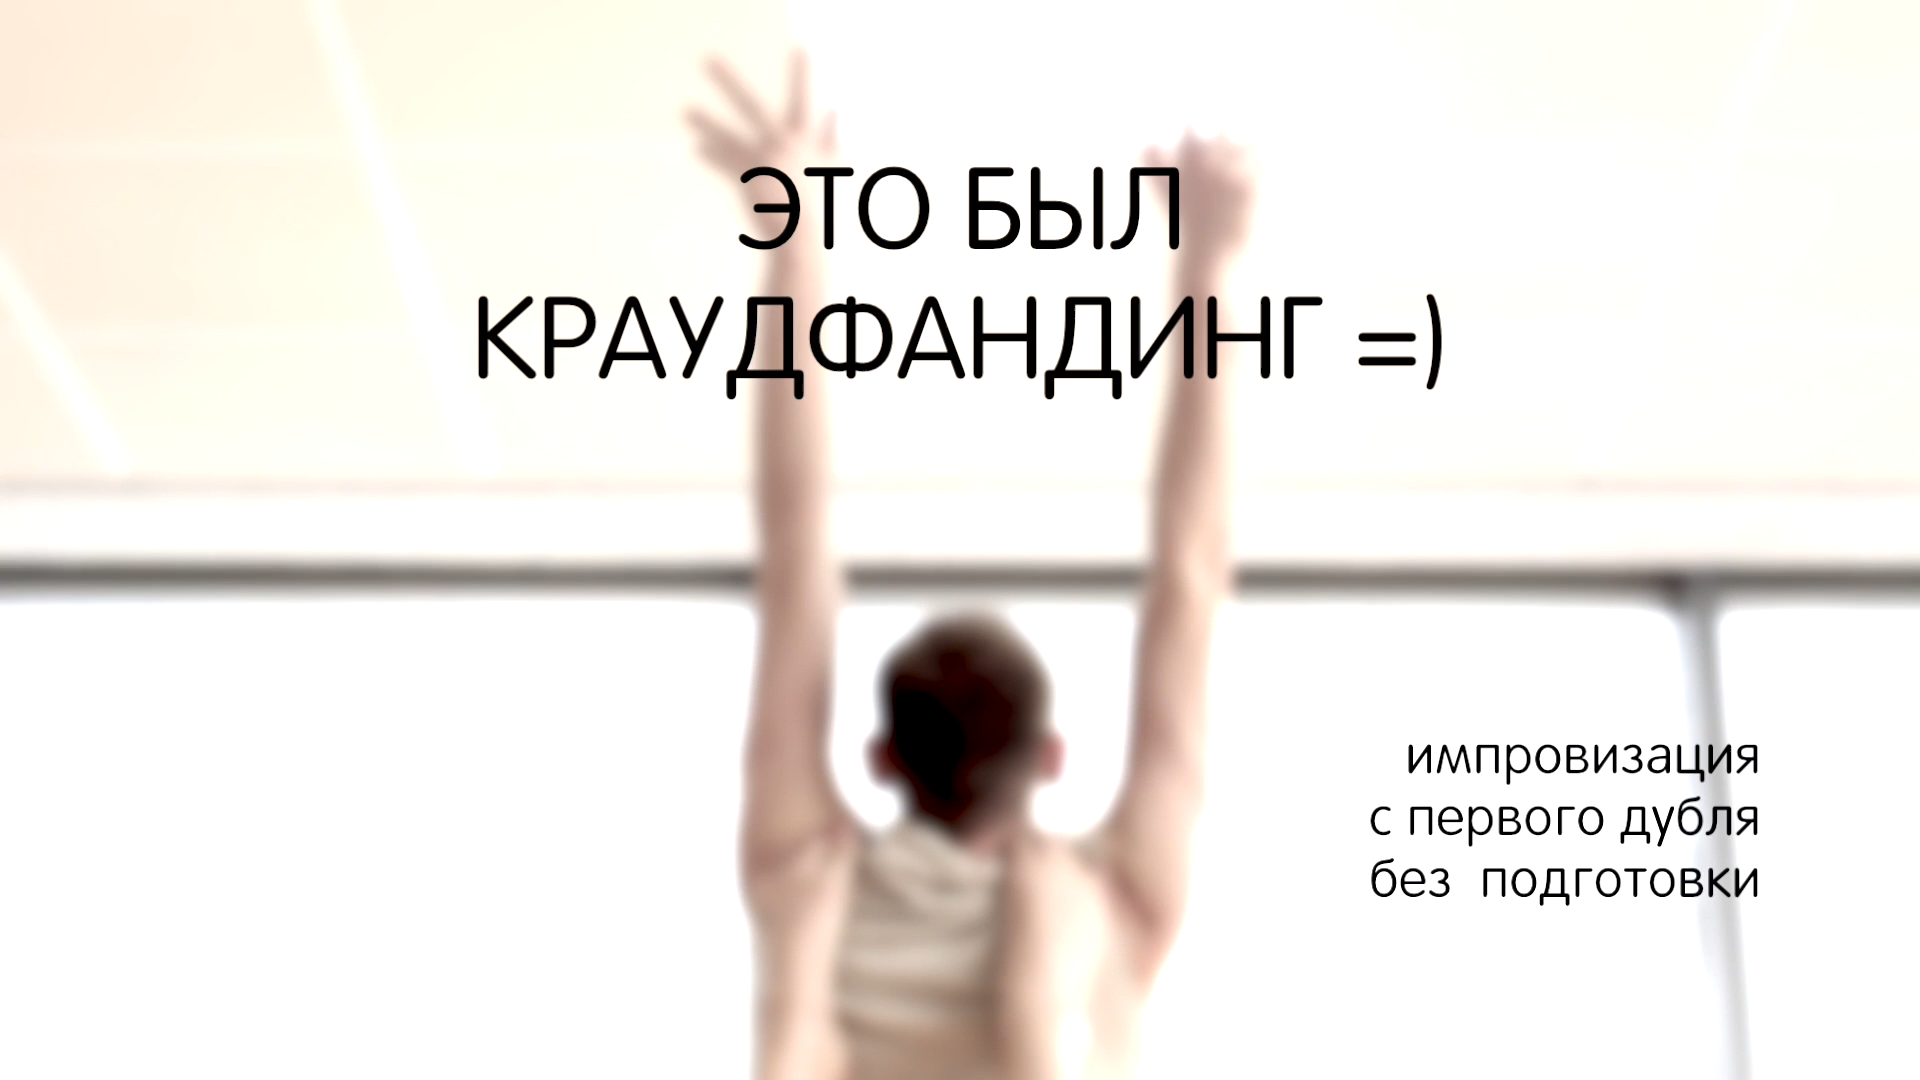 ЭТО БЫЛ
КРАУДФАНДИНГ =)
импровизация
с первого дубля
без подготовки